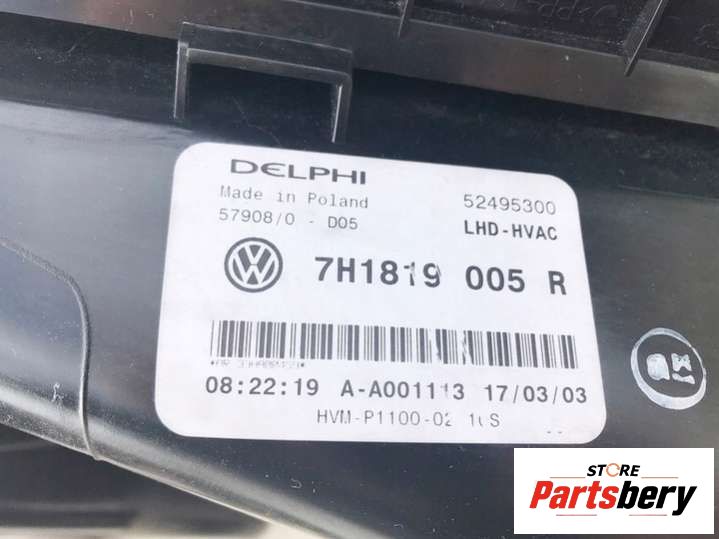 DELPHI
Made in Poland 52495300
57908/0 - D05 LHD-HVAC
7H1819 005 R
08:22:19 A-A001113 17/03/03
HVM-P1100-02
STORE
Partsbery